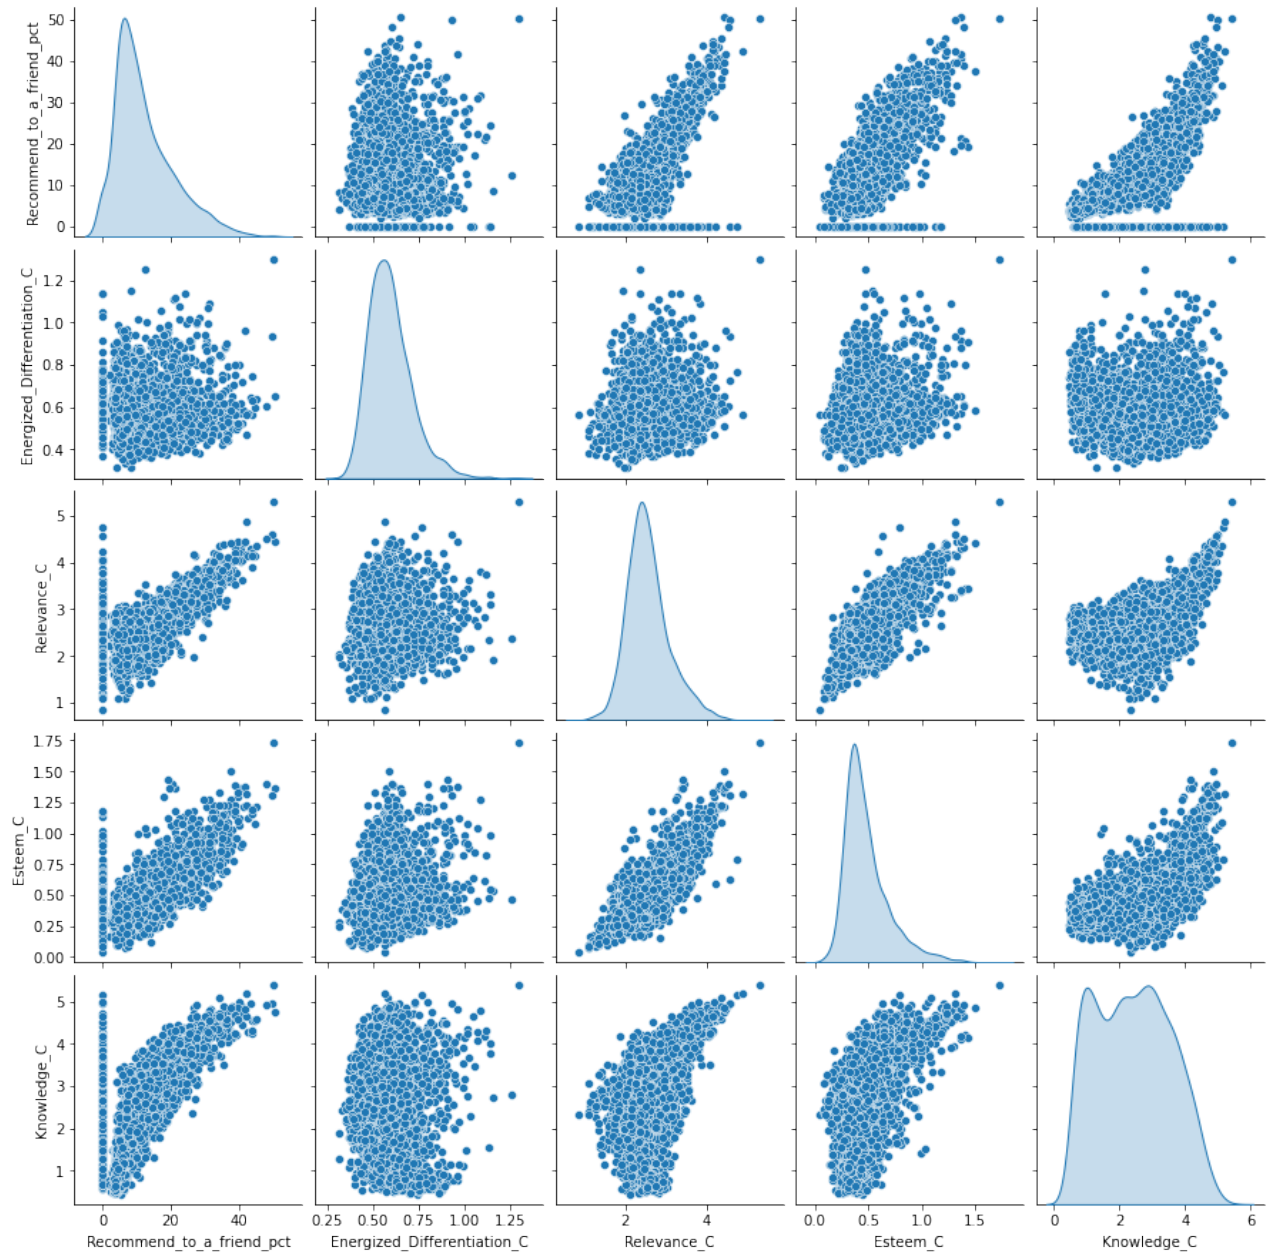 Recommend_to_a_friend_pct
50
40
30
20
10
0
Energized_Differentiation_C
1.2
1.0
0.8
0.6
0.4
Relevance_C
5
4
3
2
1
Esteem_C
1.75
1.50
1.25
1.00
0.75
0.50
0.25
0.00
Knowledge_C
5
4
3
2
1
0 20 40
0.25 0.50 0.75 1.00 1.25
2 4
0.0 0.5 1.0 1.5
0 2 4 6
Recommend_to_a_friend_pct
Energized_Differentiation_C
Relevance_C
Esteem_C
Knowledge_C